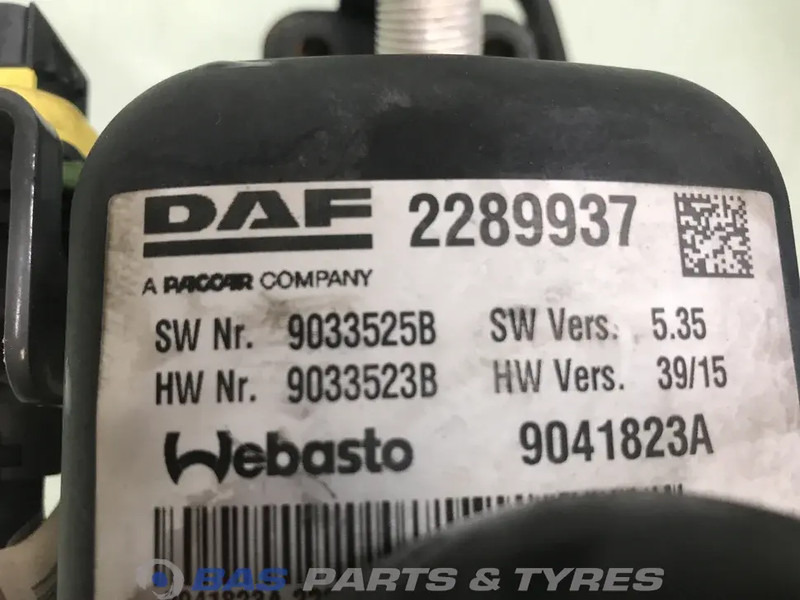 DAF 2289937
A PACCAR COMPANY
SW Nr. 9033525B SW Vers. 5.35
HW Nr. 9033523B HW Vers. 39/15
Webasto 9041823A
BAS PARTS & TYRES